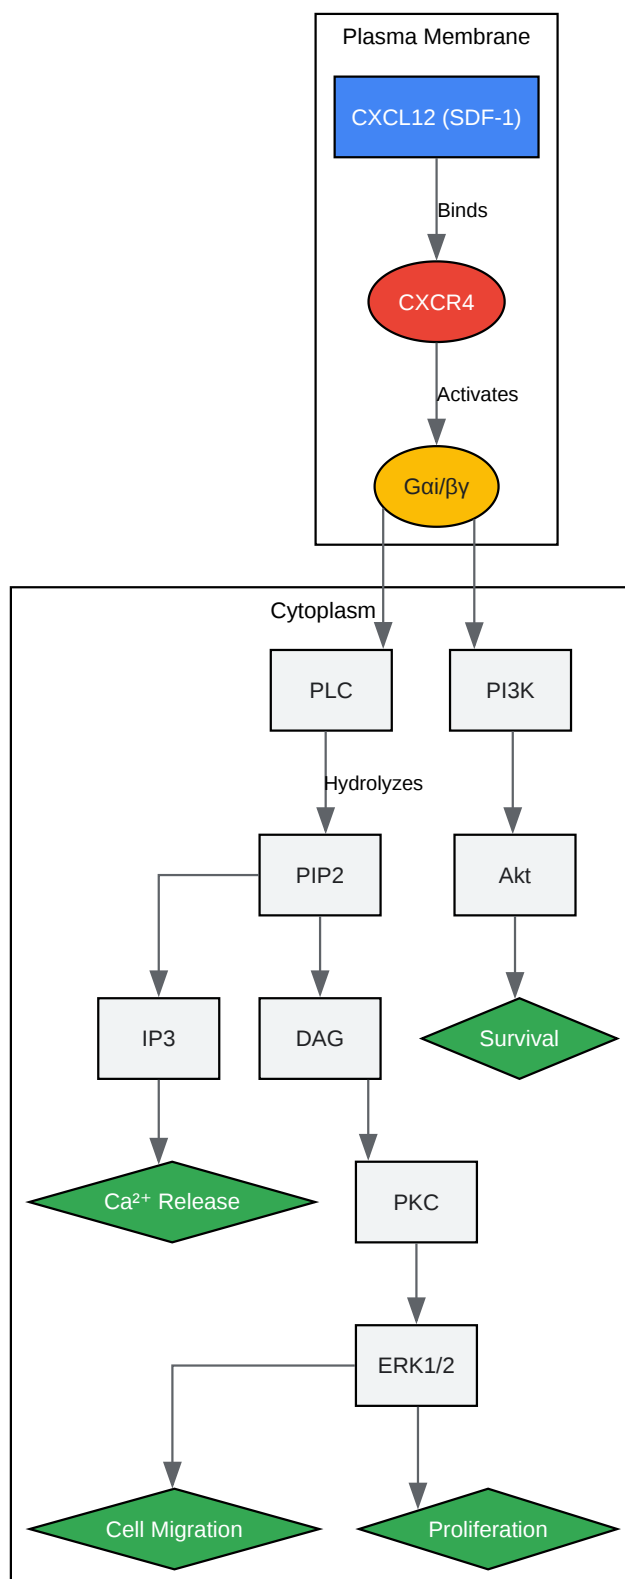 Plasma Membrane
CXCL12 (SDF-1)
Binds
CXCR4
Activates
Gαi/βγ
Cytoplasm
PLC
PI3K
Hydrolyzes
PIP2
Akt
IP3
DAG
Survival
Ca²⁺ Release
PKC
ERK1/2
Cell Migration
Proliferation